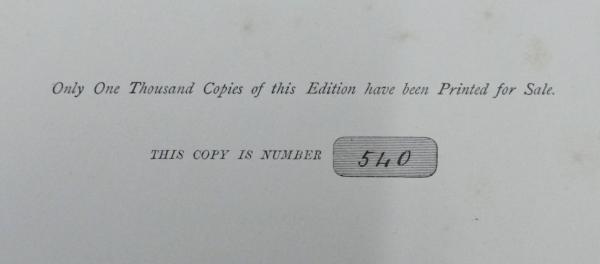 Only One Thousand Copies of this Edition have been Printed for Sale.
THIS COPY IS NUMBER 540